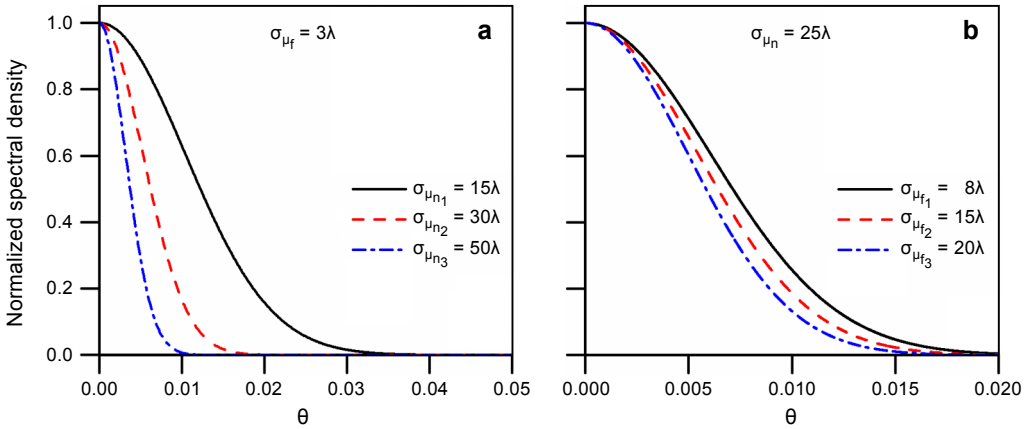 Normalized spectral density
a
σμf = 3λ
1.0
0.8
0.6
0.4
0.2
0.0
σμn1 = 15λ
σμn2 = 30λ
σμn3 = 50λ
0.00 0.01 0.02 0.03 0.04 0.05
θ
b
σμn = 25λ
σμf1 = 8λ
σμf2 = 15λ
σμf3 = 20λ
0.000 0.005 0.010 0.015 0.020
θ